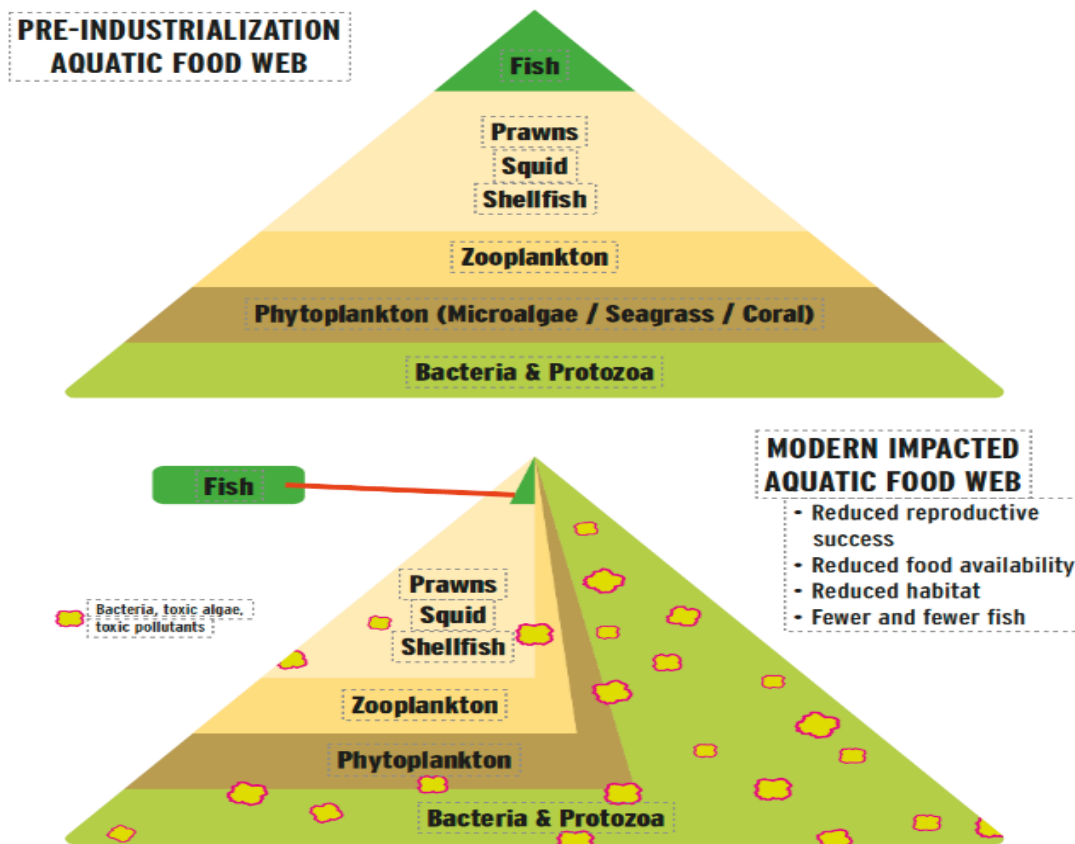 PRE-INDUSTRIALIZATION
AQUATIC FOOD WEB
Fish
Prawns
Squid
Shellfish
Zooplankton
Phytoplankton (Microalgae / Seagrass / Coral)
Bacteria & Protozoa
MODERN IMPACTED
AQUATIC FOOD WEB
• Reduced reproductive
success
• Reduced food availability
• Reduced habitat
• Fewer and fewer fish
Fish
Bacteria, toxic algae,
toxic pollutants
Prawns
Squid
Shellfish
Zooplankton
Phytoplankton
Bacteria & Protozoa